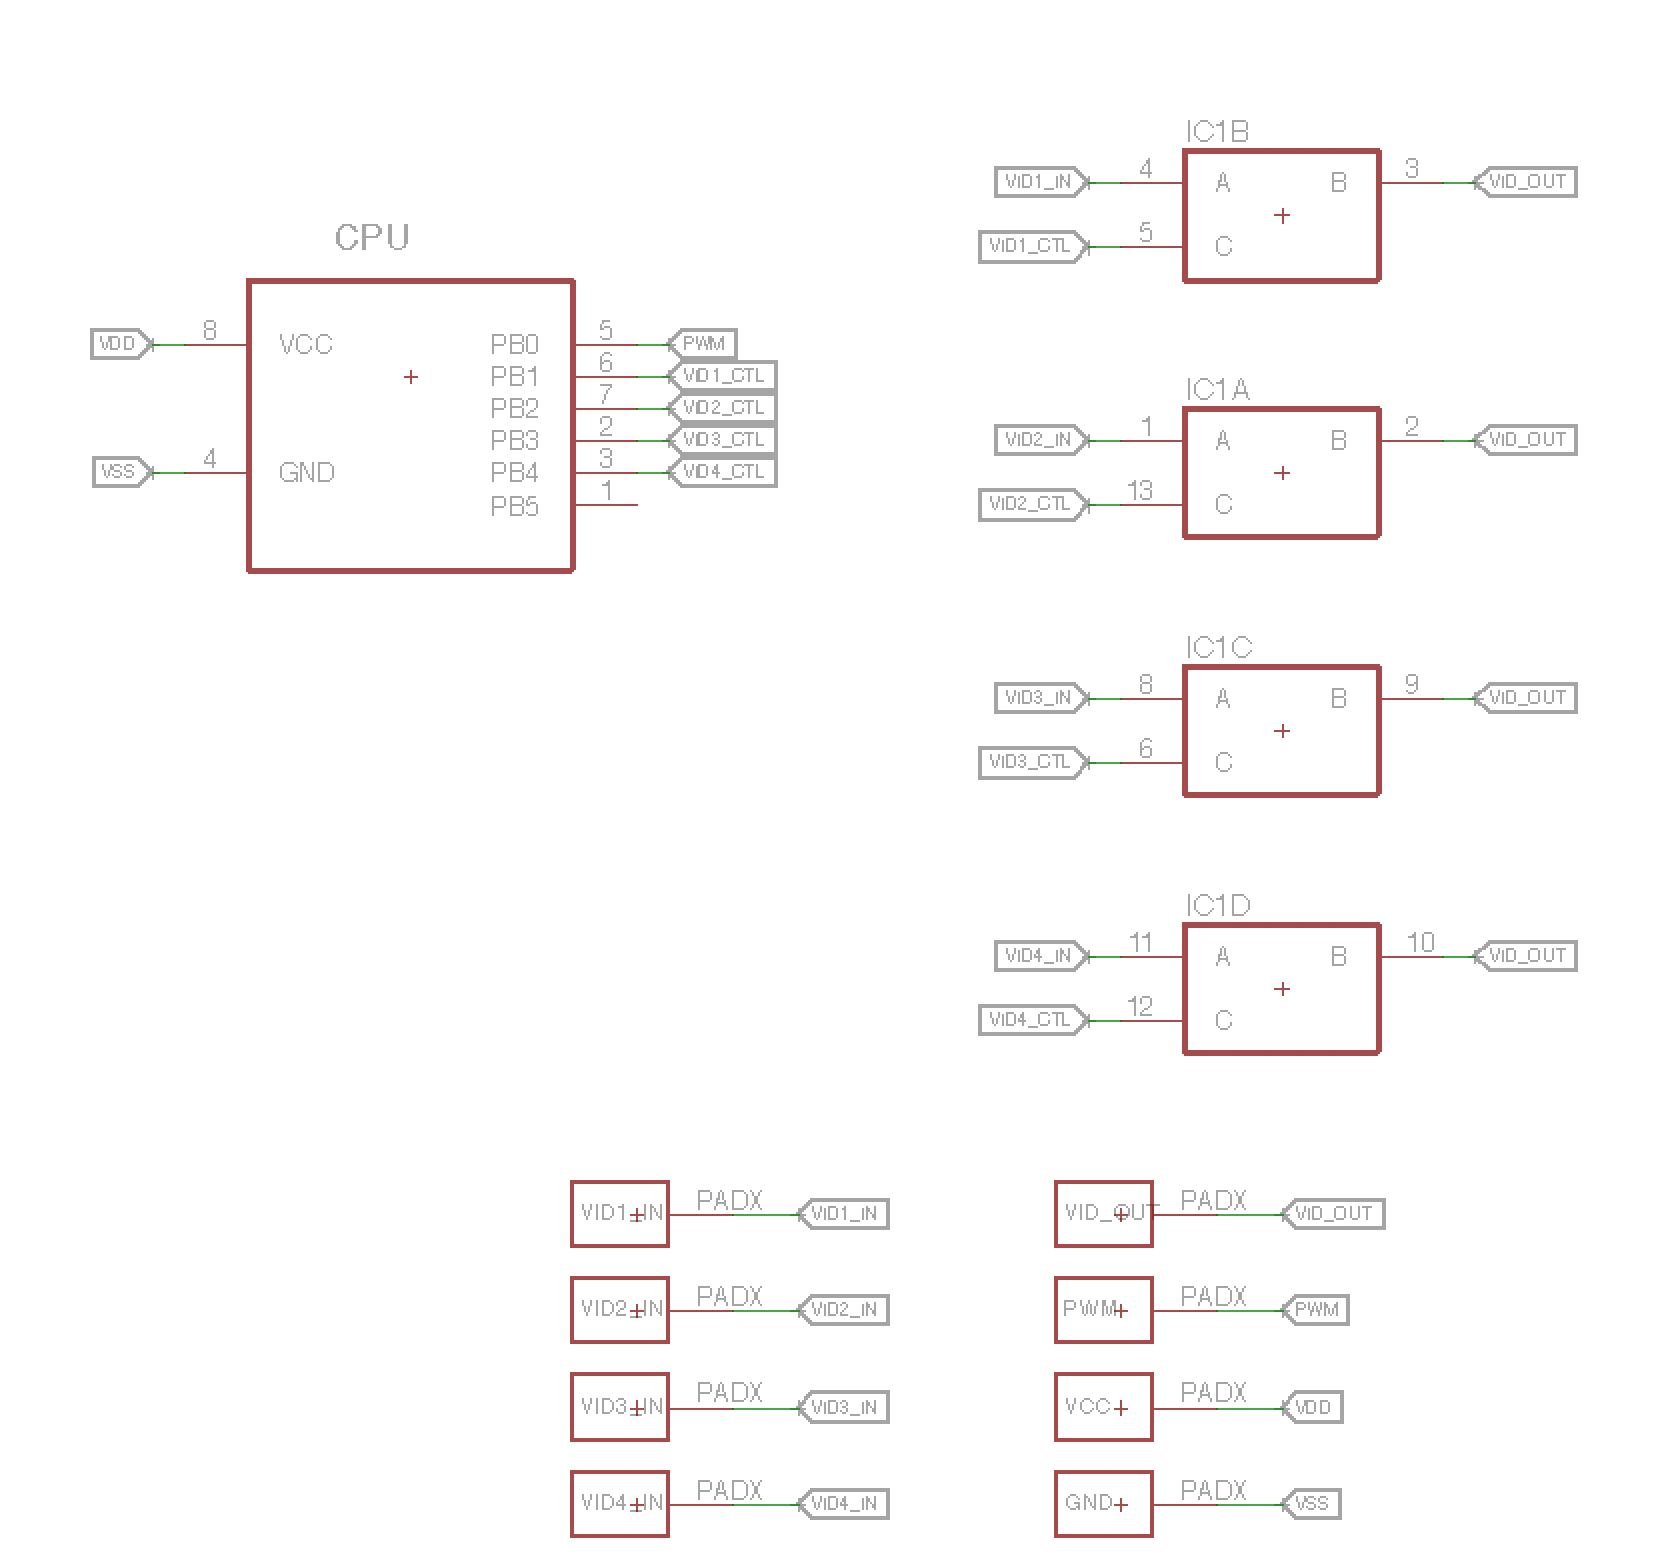 CPU
VDD
8
VCC
VSS
4
GND
PB0
5
PWM
PB1
6
VID1_CTL
PB2
7
VID2_CTL
PB3
2
VID3_CTL
PB4
3
VID4_CTL
PB5
1
IC1B
VID1_IN
4
A
B
3
VID_OUT
VID1_CTL
5
C
IC1A
VID2_IN
1
A
B
2
VID_OUT
VID2_CTL
13
C
IC1C
VID3_IN
8
A
B
9
VID_OUT
VID3_CTL
6
C
IC1D
VID4_IN
11
A
B
10
VID_OUT
VID4_CTL
12
C
VID1_IN
PADX
VID1_IN
VID2_IN
PADX
VID2_IN
VID3_IN
PADX
VID3_IN
VID4_IN
PADX
VID4_IN
VID_OUT
PADX
VID_OUT
PWM
PADX
PWM
VCC
PADX
VDD
GND
PADX
VSS